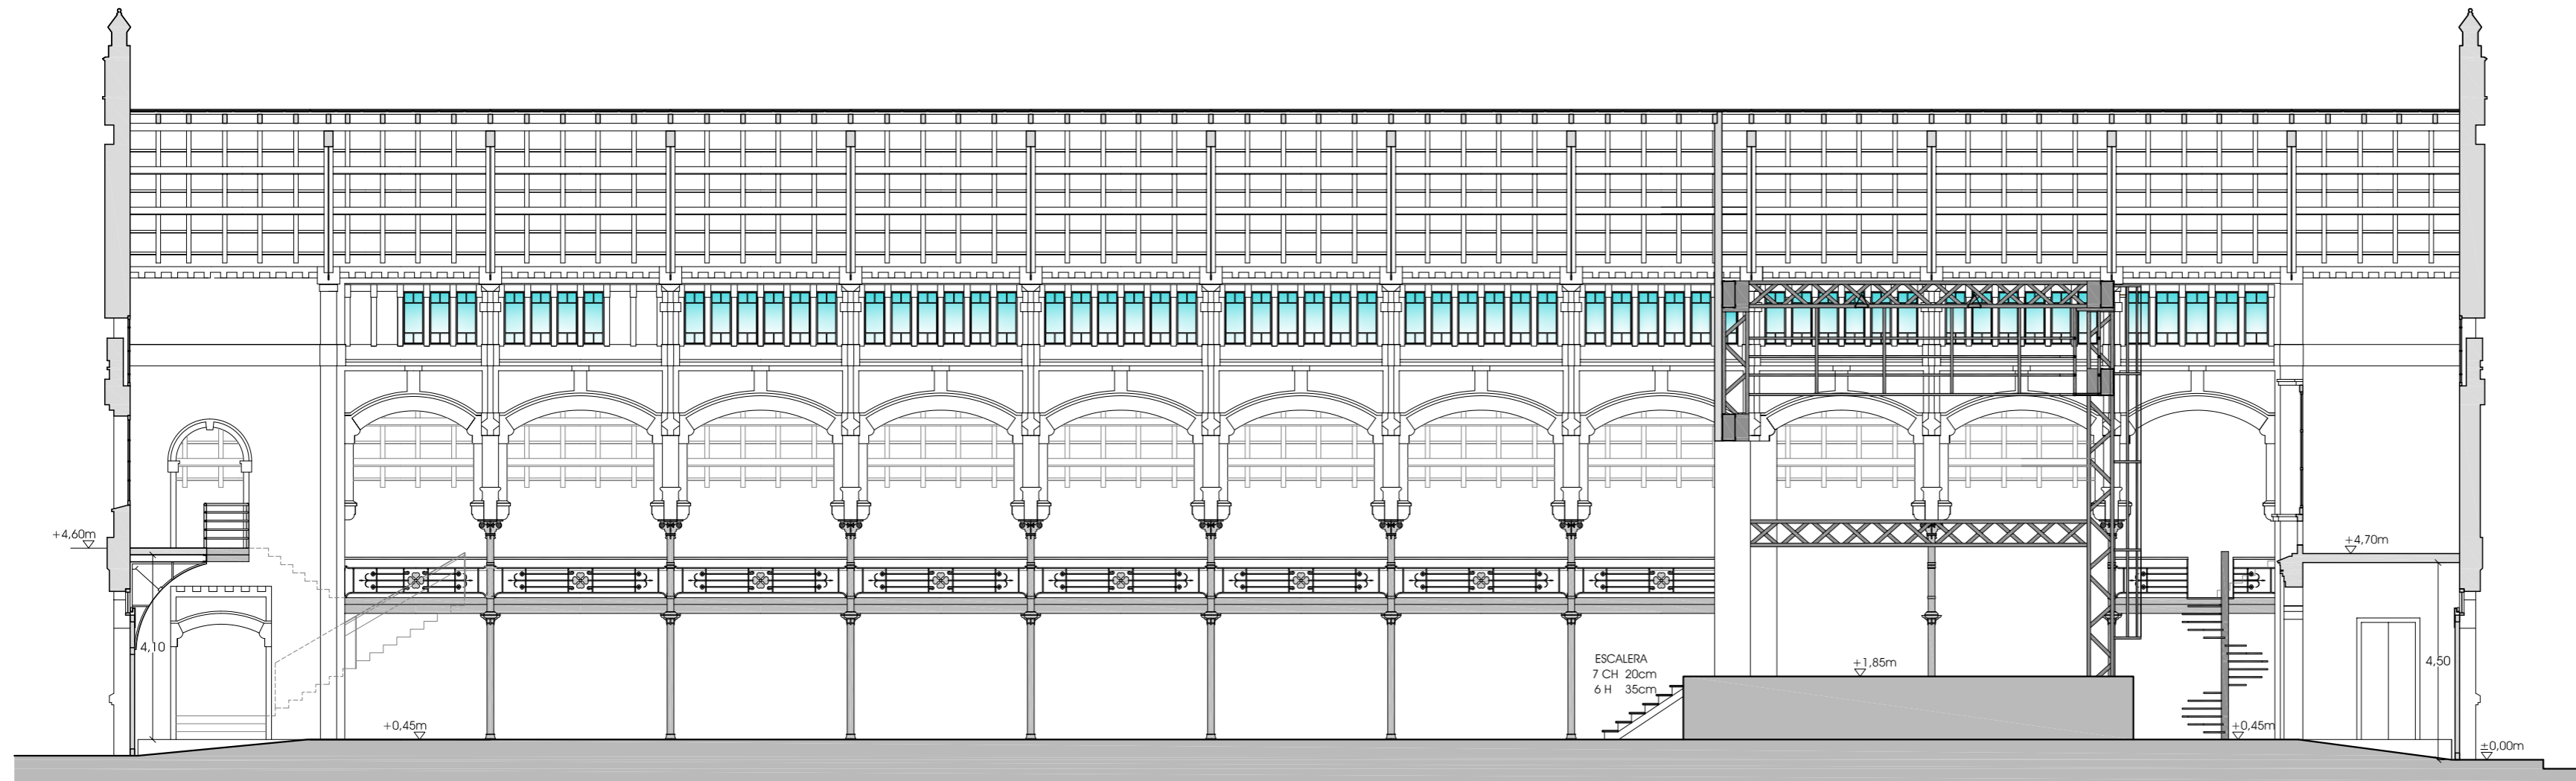 +4,60m
+4,70m
4,10
ESCALERA
7 CH 20cm
6 H 35cm
+1,85m
4,50
+0,45m
+0,45m
±0,00m